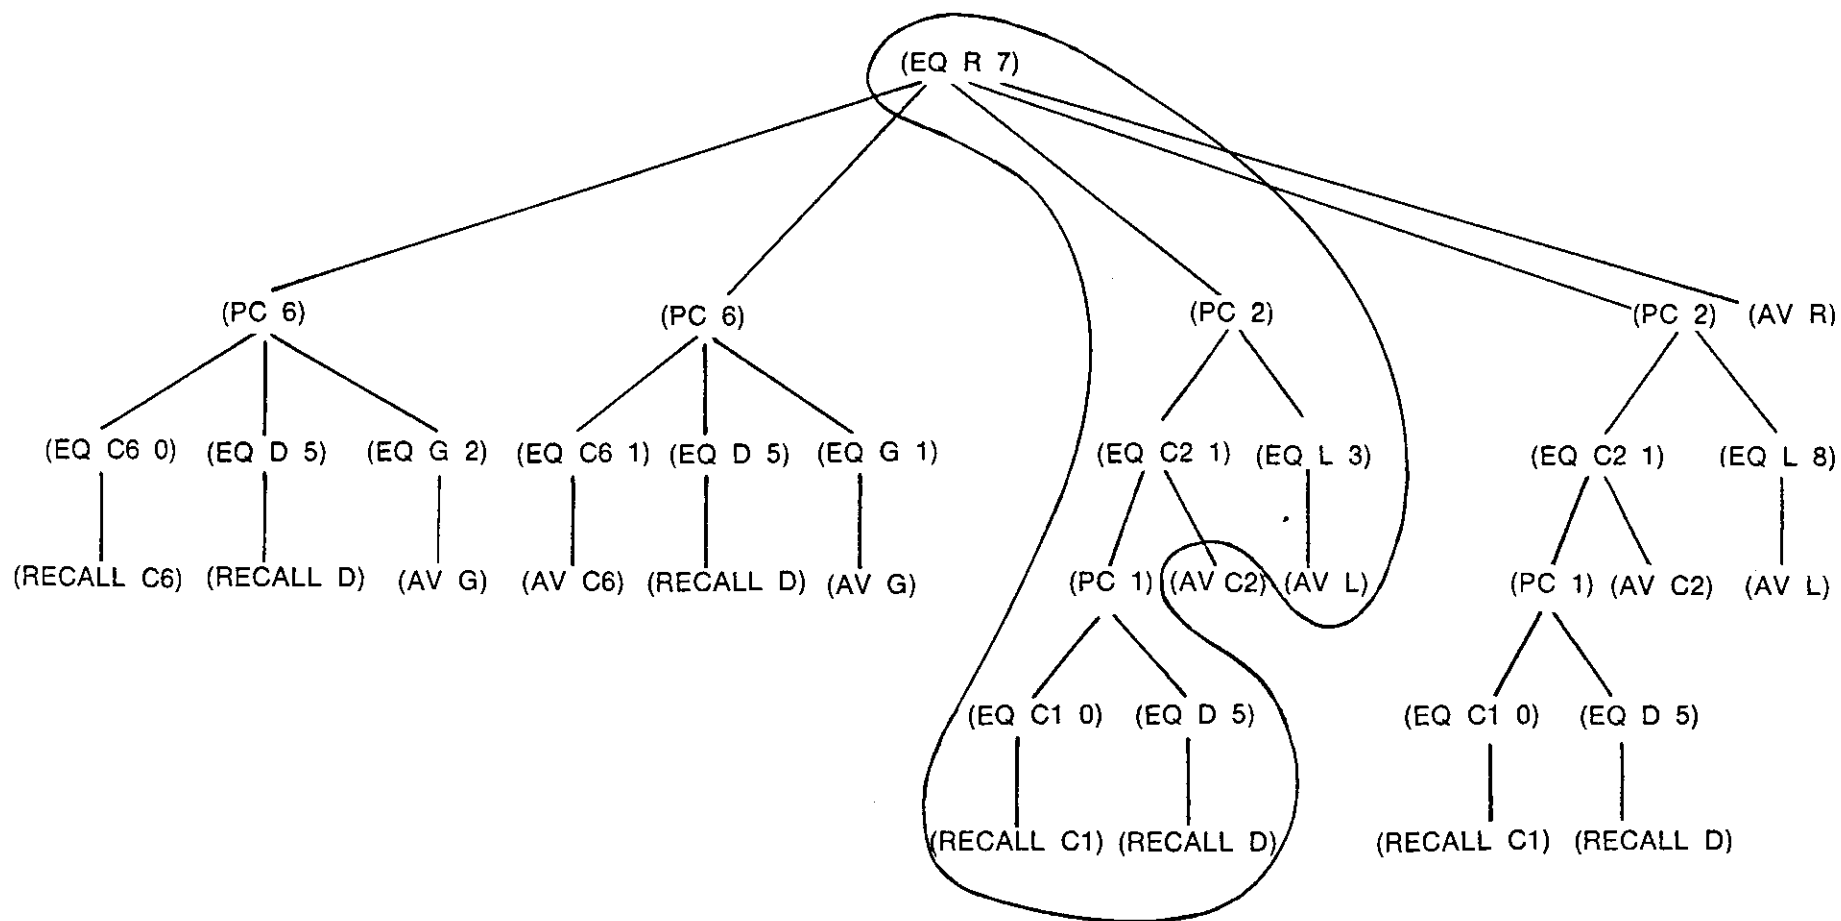 (EQ R 7)
(PC 6) (PC 6) (PC 2) (PC 2) (AV R)
(EQ C6 0) (EQ D 5) (EQ G 2) (EQ C6 1) (EQ D 5) (EQ G 1) (EQ C2 1) (EQ L 3) (EQ C2 1) (EQ L 8)
(RECALL C6) (RECALL D) (AV G) (AV C6) (RECALL D) (AV G) (PC 1) (AV C2) (AV L) (PC 1) (AV C2) (AV L)
(EQ C1 0) (EQ D 5) (EQ C1 0) (EQ D 5)
(RECALL C1) (RECALL D) (RECALL C1) (RECALL D)